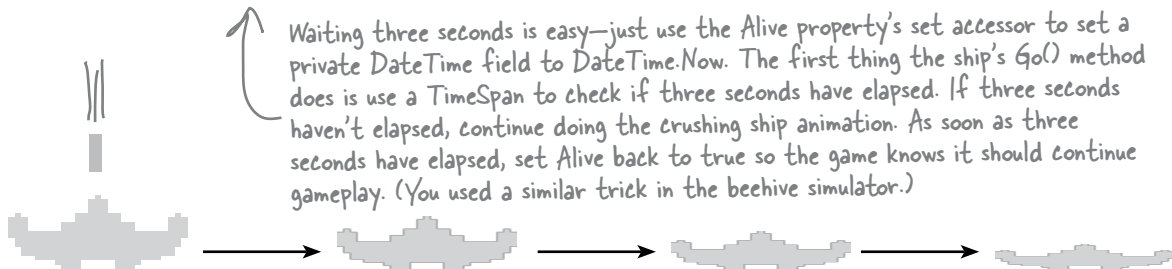 Waiting three seconds is easy—just use the Alive property's set accessor to set a
private DateTime field to DateTime.Now. The first thing the ship's Go() method
does is use a TimeSpan to check if three seconds have elapsed. If three seconds
haven't elapsed, continue doing the crushing ship animation. As soon as three
seconds have elapsed, set Alive back to true so the game knows it should continue
gameplay. (You used a similar trick in the beehive simulator.)